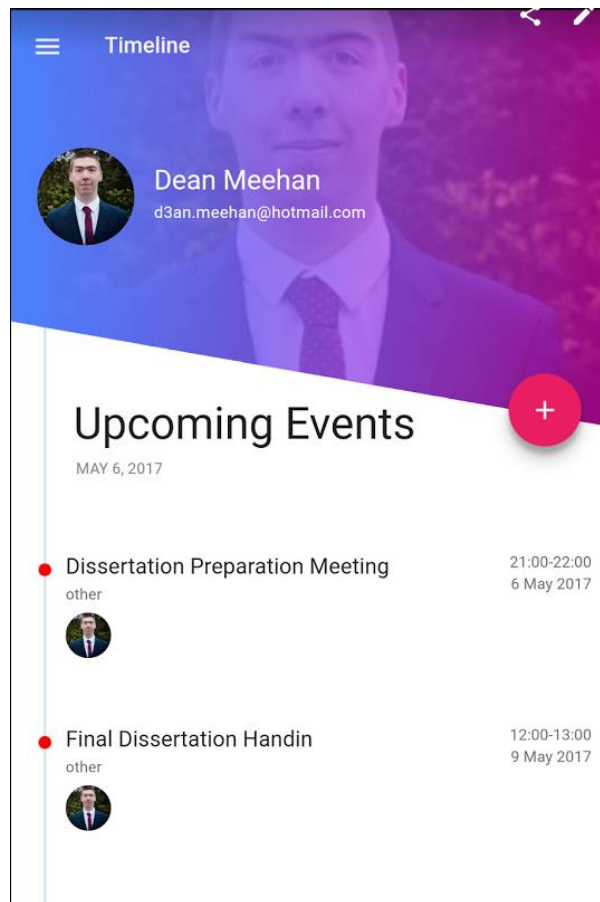 Timeline
Dean Meehan
d3an.meehan@hotmail.com
Upcoming Events
MAY 6, 2017
Dissertation Preparation Meeting
21:00-22:00
other
6 May 2017
Final Dissertation Handin
12:00-13:00
other
9 May 2017